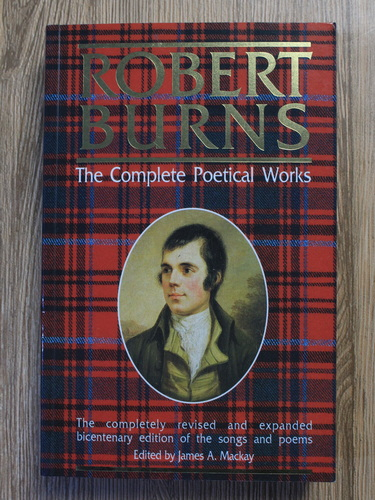 ROBERT
BURNS
The Complete Poetical Works
The completely revised and expanded
bicentenary edition of the songs and poems
Edited by James A. Mackay